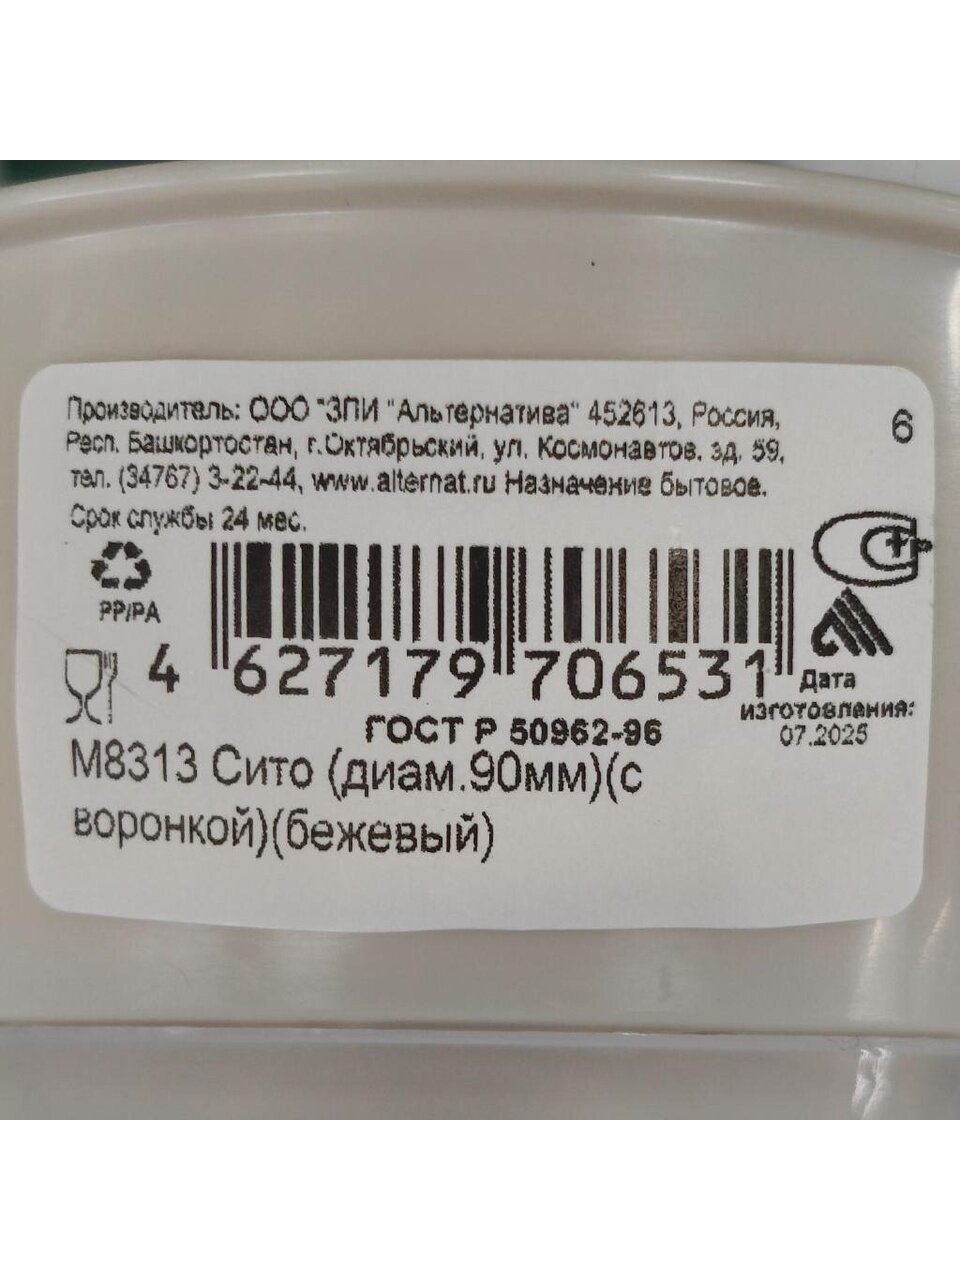 Производитель: ООО "ЗПИ "Альтернатива" 452613, Россия,
Респ. Башкортостан, г.Октябрьский, ул. Космонавтов, зд. 59,
тел. (34767) 3-22-44, www.alternat.ru Назначение бытовое.
Срок службы 24 мес.
6
PP/PA
4 627179 706531
Дата
изготовления:
07.2025
ГОСТ Р 50962-96
М8313 Сито (диам.90мм)(с
воронкой)(бежевый)